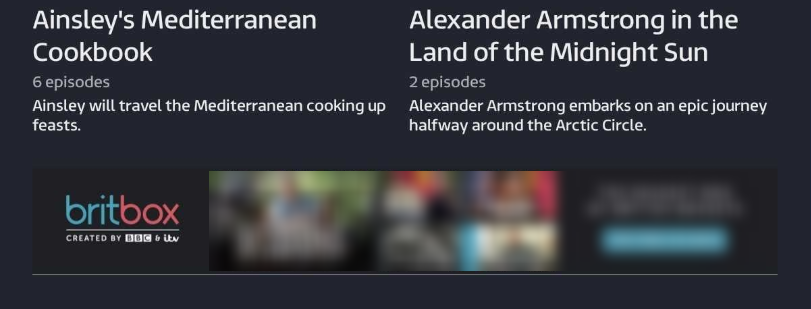 Ainsley's Mediterranean
Cookbook
6 episodes
Ainsley will travel the Mediterranean cooking up
feasts.
Alexander Armstrong in the
Land of the Midnight Sun
2 episodes
Alexander Armstrong embarks on an epic journey
halfway around the Arctic Circle.
britbox
CREATED BY BBC & itv